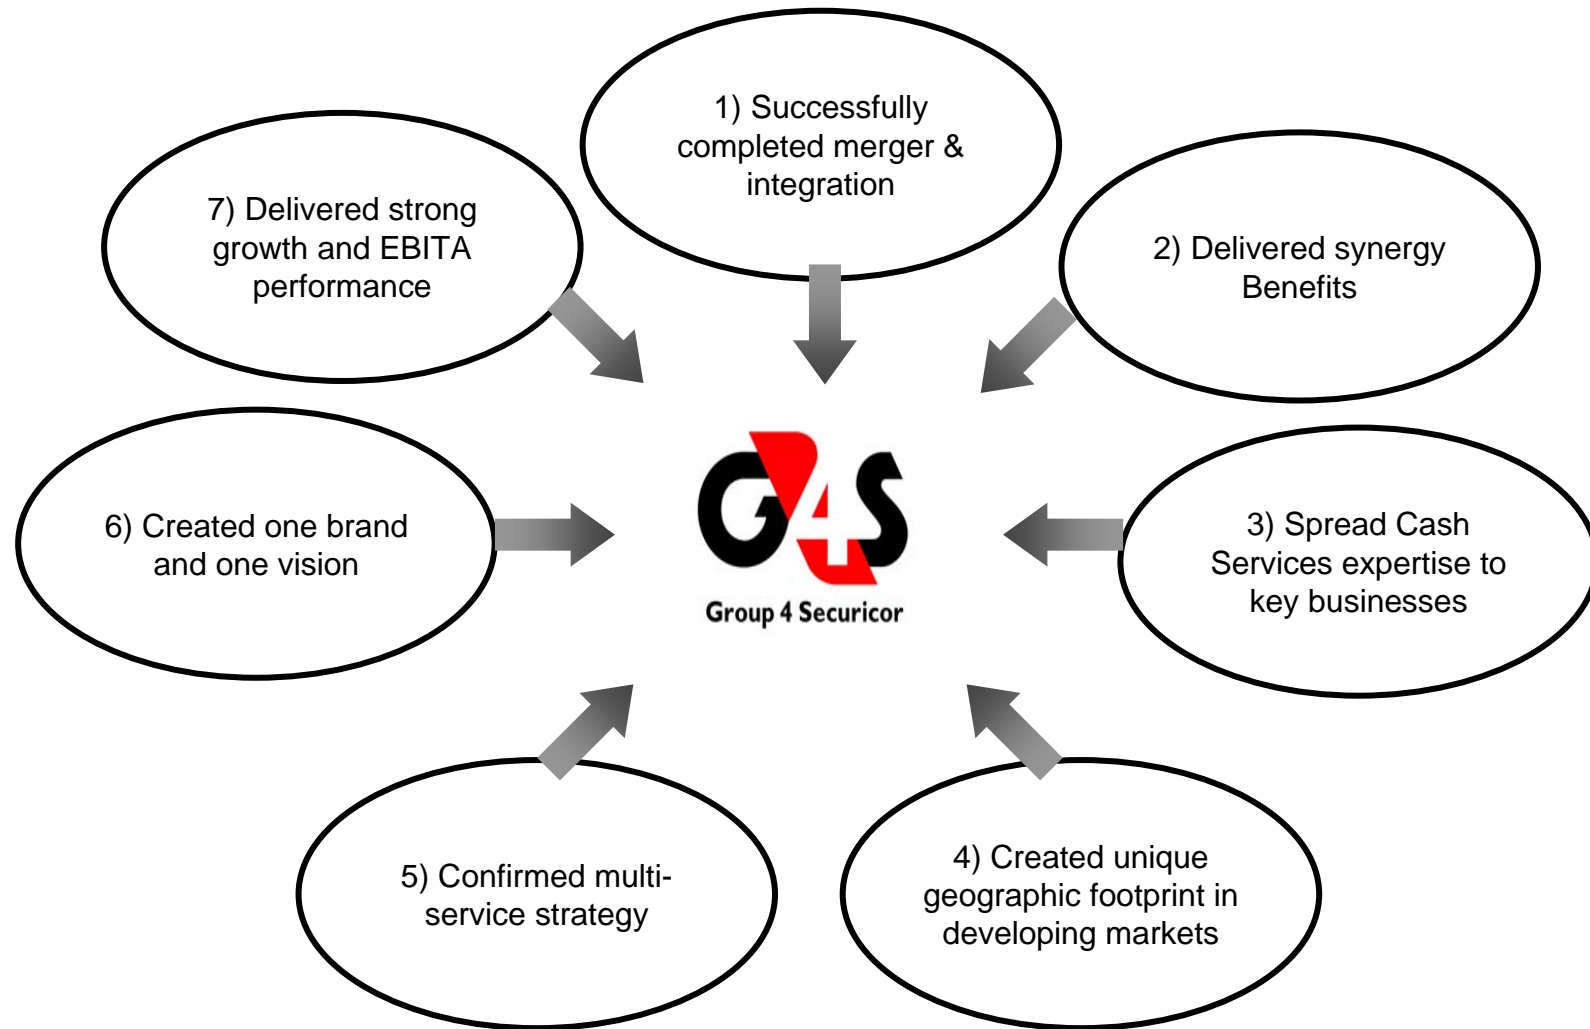 1) Successfully
completed merger &
integration
2) Delivered synergy
Benefits
3) Spread Cash
Services expertise to
key businesses
4) Created unique
geographic footprint in
developing markets
5) Confirmed multi-
service strategy
6) Created one brand
and one vision
7) Delivered strong
growth and EBITA
performance
G4S
Group 4 Securicor